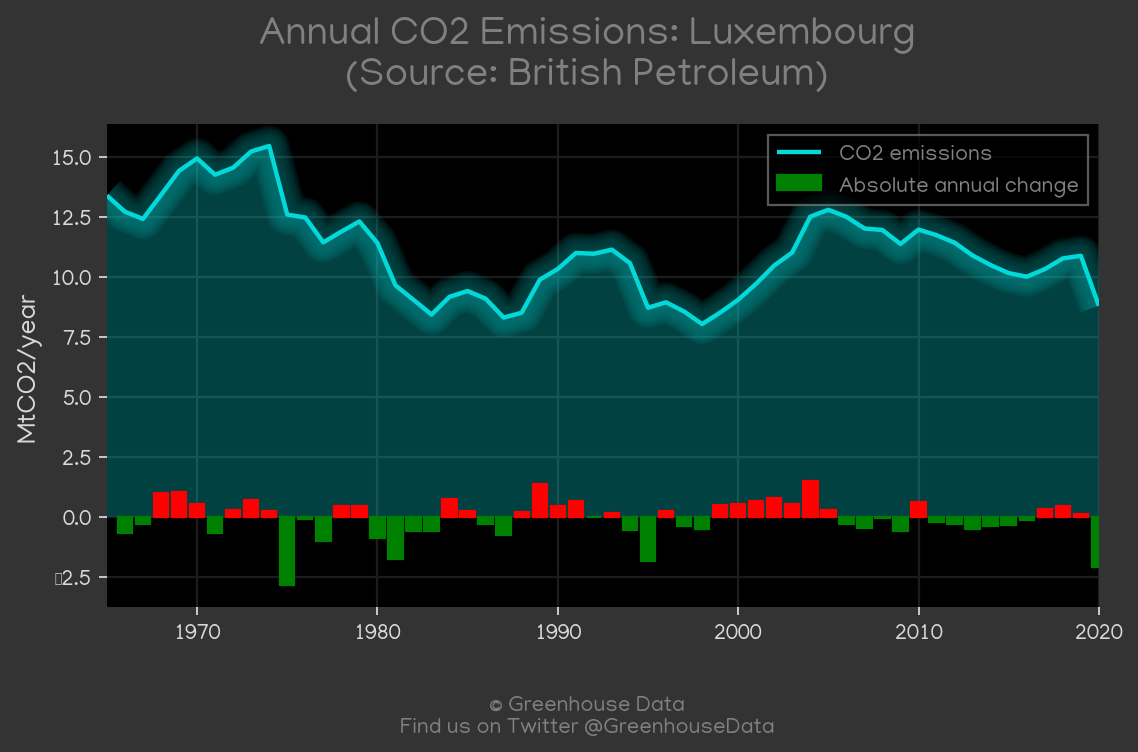 Annual CO2 Emissions: Luxembourg
(Source: British Petroleum)
CO2 emissions
Absolute annual change
15.0
12.5
10.0
7.5
5.0
2.5
0.0
▯2.5
MtCO2/year
1970 1980 1990 2000 2010 2020
© Greenhouse Data
Find us on Twitter @GreenhouseData